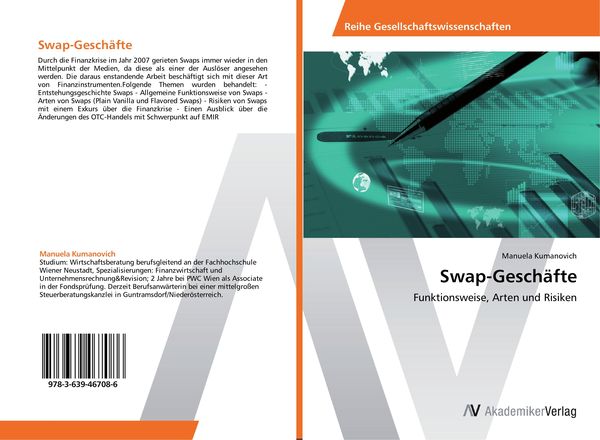 Swap-Geschäfte
Durch die Finanzkrise im Jahr 2007 gerieten Swaps immer wieder in den
Mittelpunkt der Medien, da diese als einer der Auslöser angesehen
werden. Die daraus enstandende Arbeit beschäftigt sich mit dieser Art
von Finanzinstrumenten.Folgende Themen wurden behandelt: -
Entstehungsgeschichte Swaps - Allgemeine Funktionsweise von Swaps -
Arten von Swaps (Plain Vanilla und Flavored Swaps) - Risiken von Swaps
mit einem Exkurs über die Finanzkrise - Einen Ausblick über die
Änderungen des OTC-Handels mit Schwerpunkt auf EMIR
Manuela Kumanovich
Studium: Wirtschaftsberatung berufsgleitend an der Fachhochschule
Wiener Neustadt, Spezialisierungen: Finanzwirtschaft und
Unternehmensrechnung&Revision; 2 Jahre bei PWC Wien als Associate
in der Fondsprüfung. Derzeit Berufsanwärterin bei einer mittelgroßen
Steuerberatungskanzlei in Guntramsdorf/Niederösterreich.
978-3-639-46708-6
Reihe Gesellschaftswissenschaften
Manuela Kumanovich
Swap-Geschäfte
Funktionsweise, Arten und Risiken
AV AkademikerVerlag